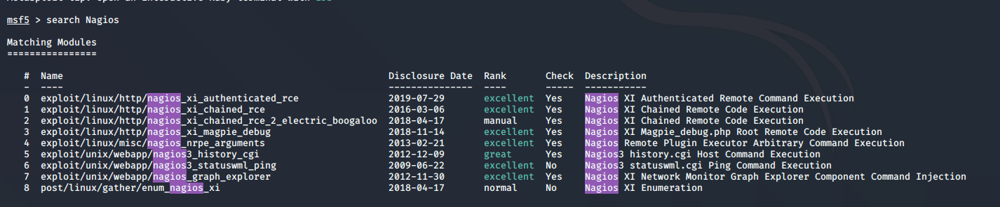 msf5 > search Nagios
Matching Modules
================
# Name Disclosure Date Rank Check Description
- ---- --------------- ---- ----- -----------
0 exploit/linux/http/nagios_xi_authenticated_rce 2019-07-29 excellent Yes Nagios XI Authenticated Remote Command Execution
1 exploit/linux/http/nagios_xi_chained_rce 2016-03-06 excellent Yes Nagios XI Chained Remote Code Execution
2 exploit/linux/http/nagios_xi_chained_rce_2_electric_boogaloo 2018-04-17 manual Yes Nagios XI Chained Remote Code Execution
3 exploit/linux/http/nagios_xi_magpie_debug 2018-11-14 excellent Yes Nagios XI Magpie_debug.php Root Remote Code Execution
4 exploit/linux/misc/nagios_nrpe_arguments 2013-02-21 excellent Yes Nagios Remote Plugin Executor Arbitrary Command Execution
5 exploit/unix/webapp/nagios3_history_cgi 2012-12-09 great Yes Nagios3 history.cgi Host Command Execution
6 exploit/unix/webapp/nagios3_statuswml_ping 2009-06-22 excellent No Nagios3 statuswml.cgi Ping Command Execution
7 exploit/unix/webapp/nagios_graph_explorer 2012-11-30 excellent Yes Nagios XI Network Monitor Graph Explorer Component Command Injection
8 post/linux/gather/enum_nagios_xi 2018-04-17 normal No Nagios XI Enumeration